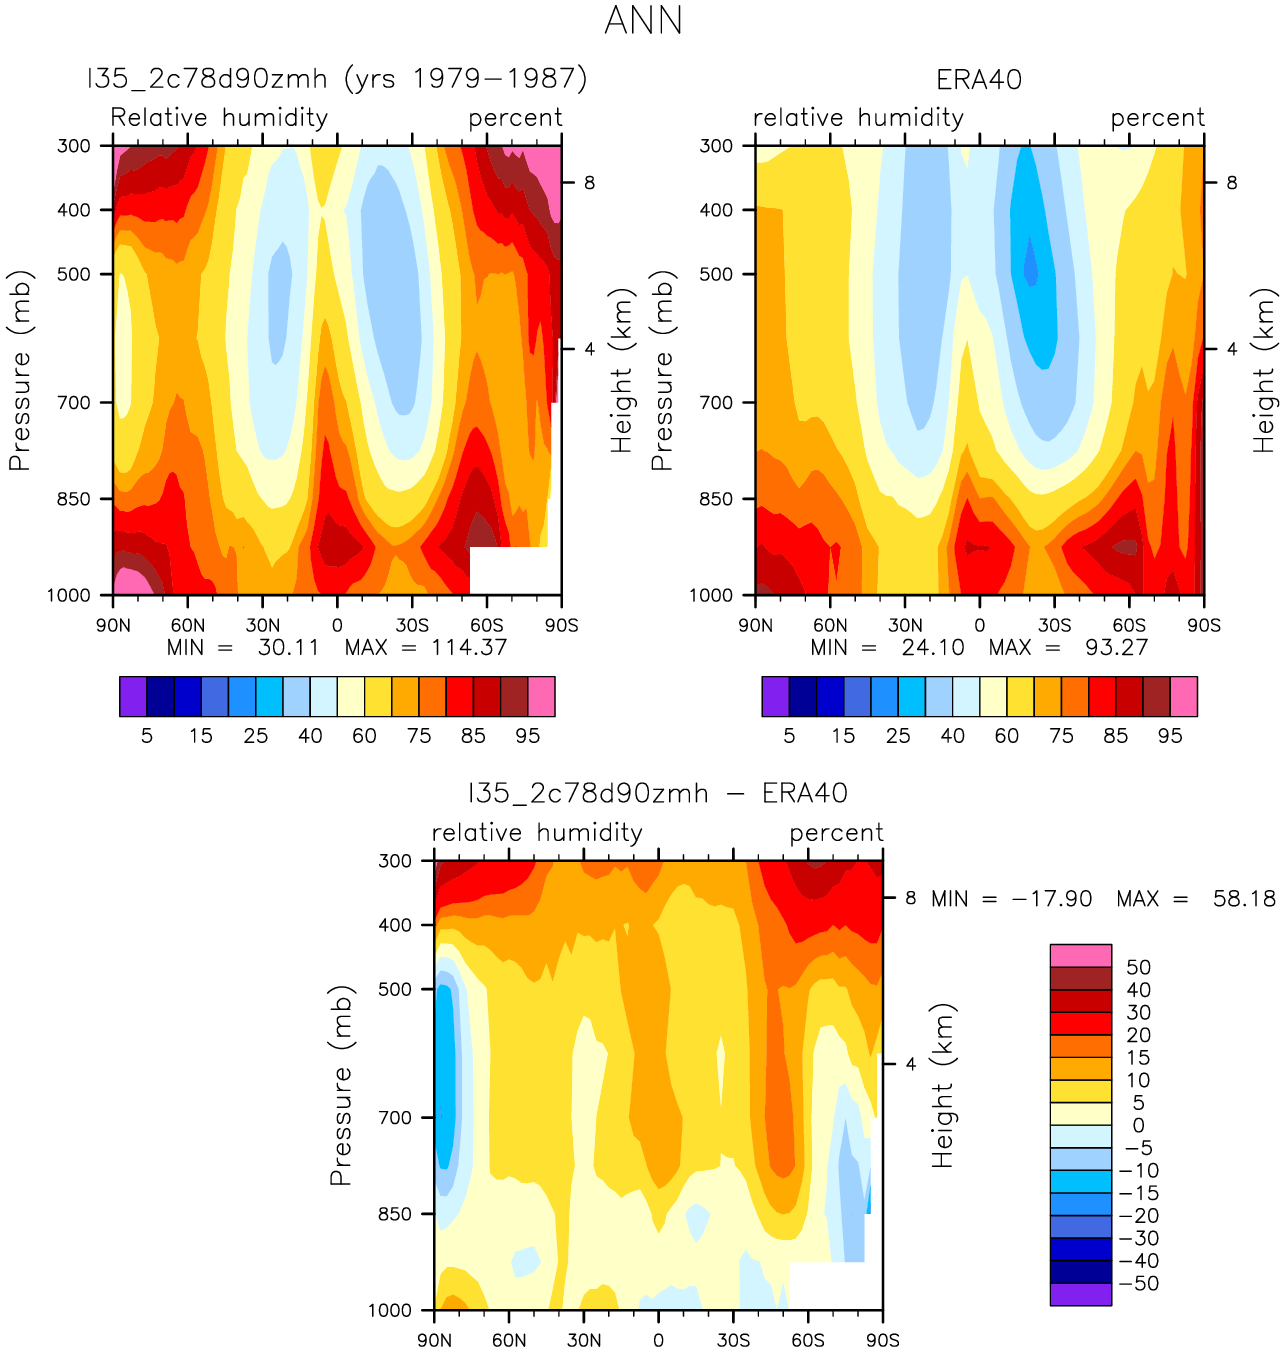 ANN
I35_2c78d90zmh (yrs 1979-1987)
Relative humidity percent
300
400
500
700
850
1000
Pressure (mb)
8
4
Height (km)
90N 60N 30N 0 30S 60S 90S
MIN = 30.11 MAX = 114.37
5 15 25 40 60 75 85 95
ERA40
relative humidity percent
300
400
500
700
850
1000
Pressure (mb)
8
4
Height (km)
90N 60N 30N 0 30S 60S 90S
MIN = 24.10 MAX = 93.27
5 15 25 40 60 75 85 95
I35_2c78d90zmh - ERA40
relative humidity percent
300
400
500
700
850
1000
Pressure (mb)
8
4
Height (km)
90N 60N 30N 0 30S 60S 90S
MIN = -17.90 MAX = 58.18
50
40
30
20
15
10
5
0
-5
-10
-15
-20
-30
-40
-50